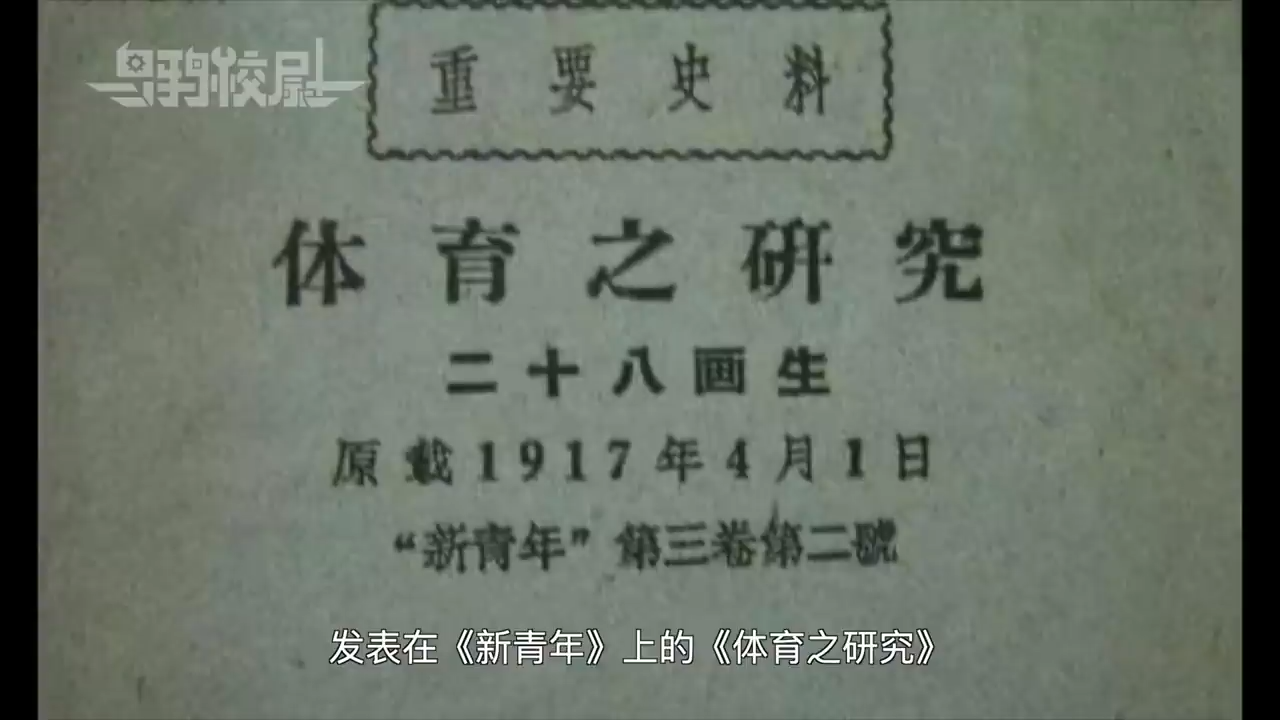 重要史料
体育之研究
二十八画生
原载1917年4月1日
“新青年”第三卷第二號
发表在《新青年》上的《体育之研究》